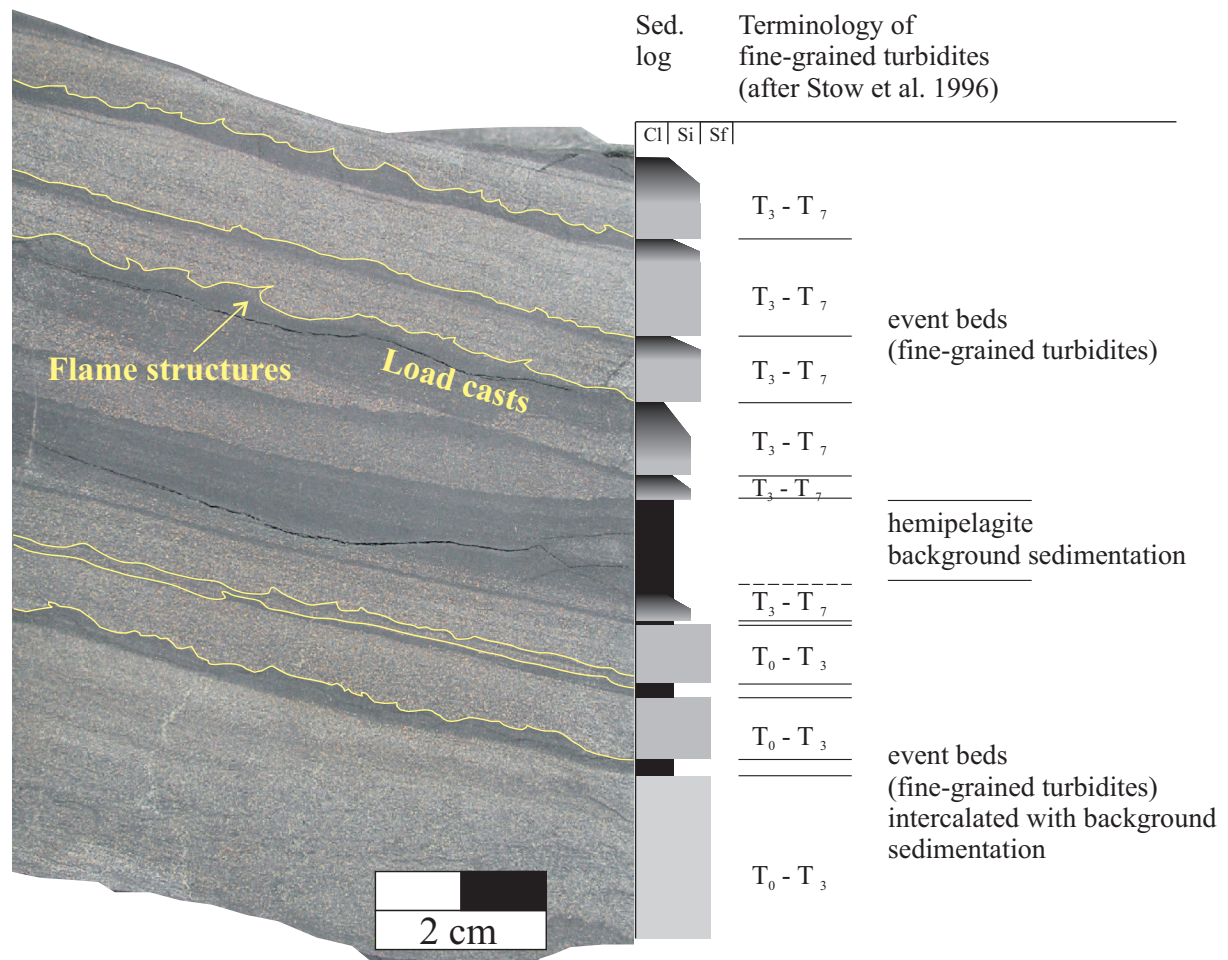 Sed.
log
Terminology of
fine-grained turbidites
(after Stow et al. 1996)
Cl Si Sf
T₃ - T₇
T₃ - T₇
event beds
(fine-grained turbidites)
Flame structures
Load casts
T₃ - T₇
T₃ - T₇
T₃ - T₇
hemipelagite
background sedimentation
T₃ - T₇
T₀ - T₃
T₀ - T₃
event beds
(fine-grained turbidites)
intercalated with background
sedimentation
T₀ - T₃
2 cm